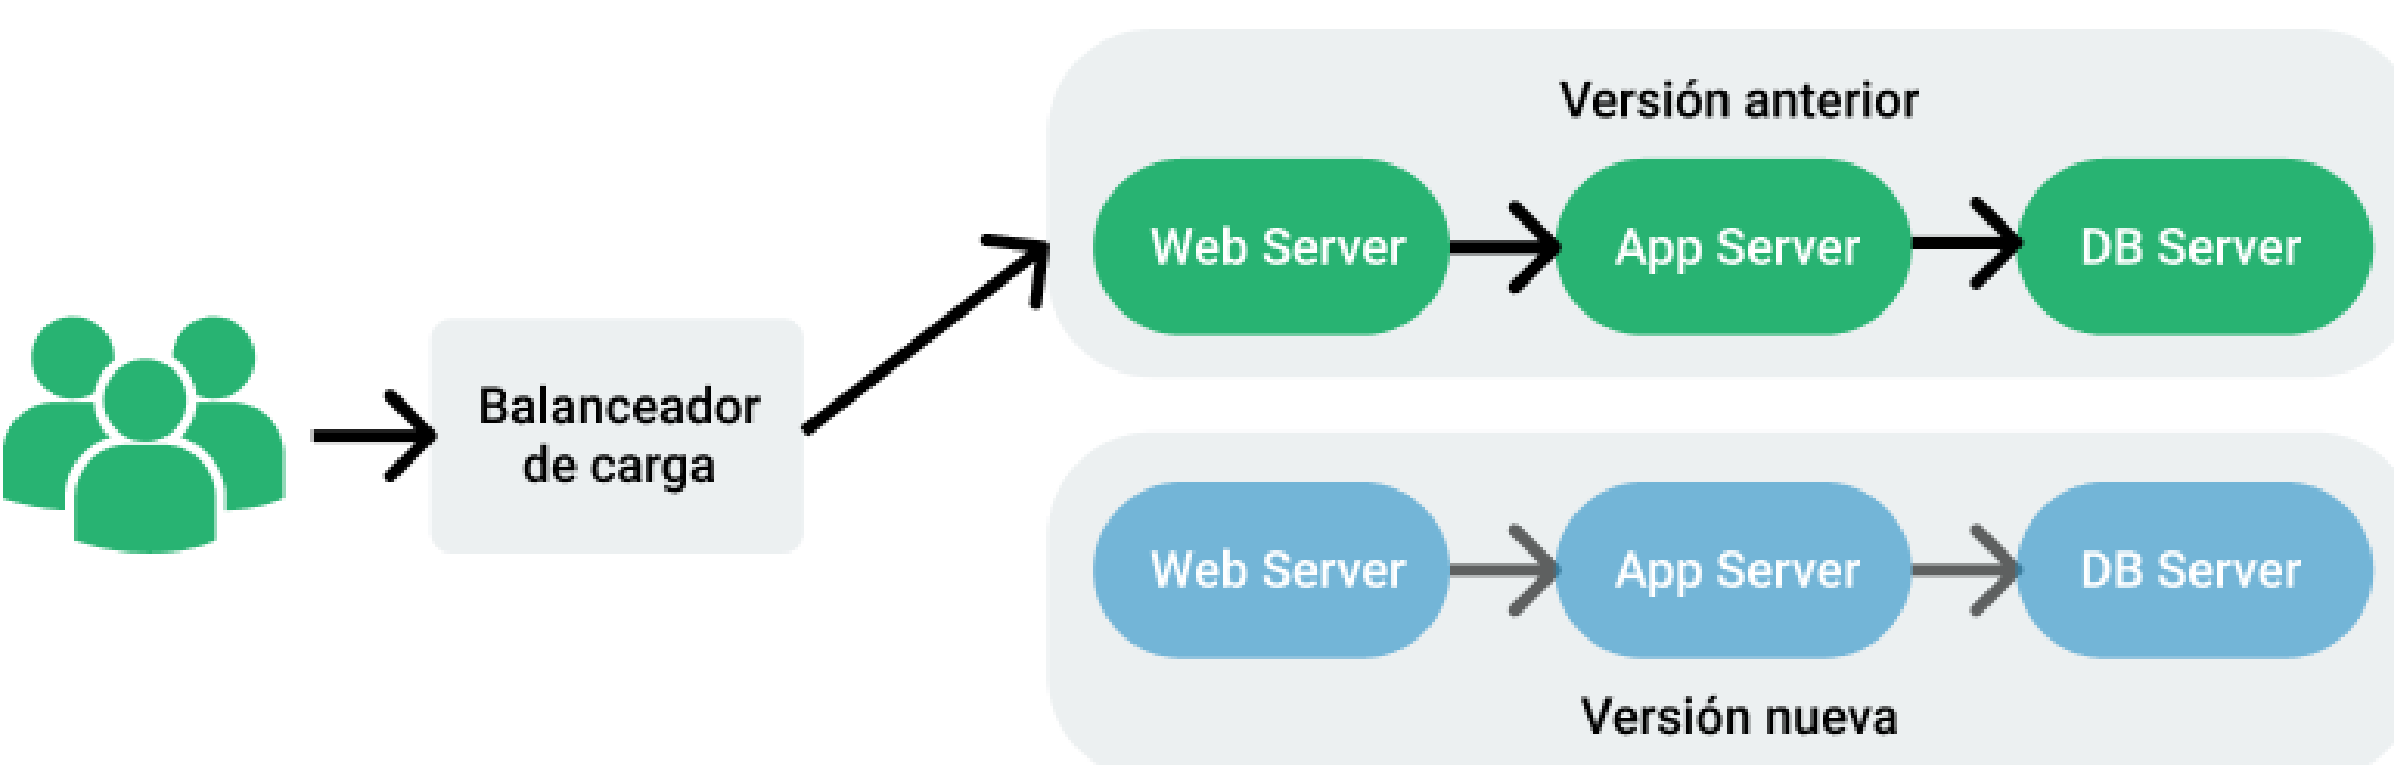 Versión anterior
Web Server
App Server
DB Server
Balanceador
de carga
Web Server
App Server
DB Server
Versión nueva